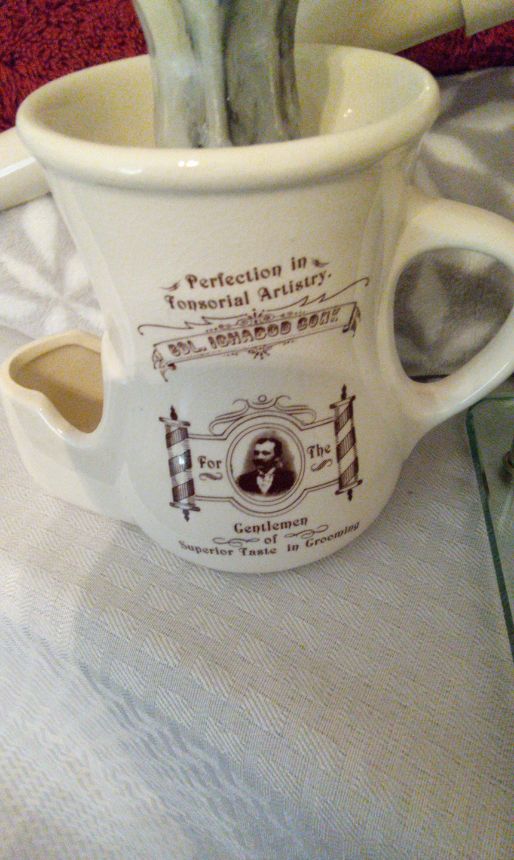 Perfection in
Tonsorial Artistry.
COL. ICHABOD CONK
For The
Gentlemen
of
Superior Taste in Grooming